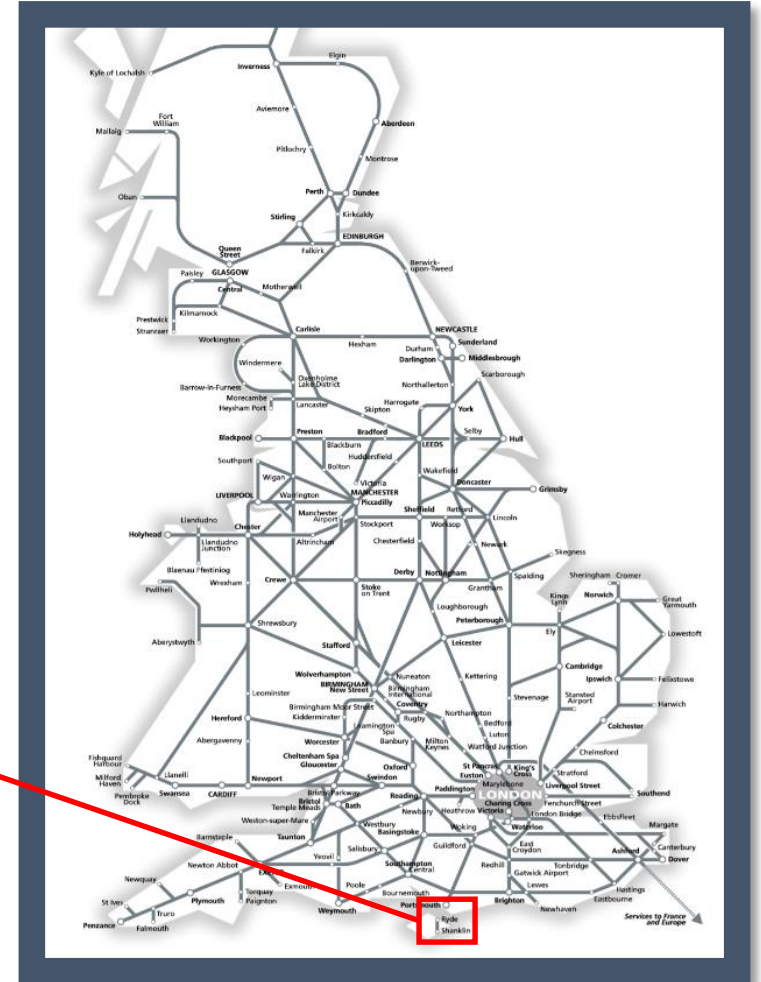 Elgin
Inverness
Kyle of Lochalsh
Aviemore
Fort
William
Aberdeen
Mallaig
Pitlochry
Montrose
Perth
Dundee
Oban
Kirkcaldy
Stirling
EDINBURGH
Queen
Street
Falkirk
Berwick-
upon-Tweed
Paisley
GLASGOW
Central
Motherwell
Kilmarnock
Prestwick
Stranraer
Carlisle
NEWCASTLE
Workington
Hexham
Sunderland
Durham
Darlington
Middlesbrough
Windermere
Scarborough
Oxenholme
Lake District
Northallerton
Barrow-in-Furness
Morecambe
Heysham Port
Lancaster
Harrogate
York
Skipton
Blackpool
Preston
Bradford
Selby
Hull
Blackburn
LEEDS
Huddersfield
Southport
Bolton
Wakefield
Wigan
Victoria
Doncaster
MANCHESTER
Piccadilly
Grimsby
LIVERPOOL
Warrington
Manchester
Airport
Sheffield
Retford
Llandudno
Stockport
Worksop
Lincoln
Holyhead
Chester
Llandudno
Junction
Altrincham
Chesterfield
Newark
Skegness
Blaenau Ffestiniog
Wrexham
Crewe
Derby
Nottingham
Stoke
on Trent
Grantham
Spalding
Sheringham
Cromer
Pwllheli
Kings
Lynn
Norwich
Great
Yarmouth
Loughborough
Shrewsbury
Peterborough
Ely
Lowestoft
Aberystwyth
Stafford
Leicester
Cambridge
Wolverhampton
Nuneaton
Kettering
Ipswich
Felixstowe
BIRMINGHAM
New Street
Birmingham
International
Leominster
Stevenage
Stansted
Airport
Harwich
Birmingham Moor Street
Coventry
Kidderminster
Rugby
Northampton
Hereford
Leamington
Spa
Bedford
Colchester
Abergavenny
Worcester
Banbury
Milton
Keynes
Luton
Watford Junction
Chelmsford
Fishguard
Harbour
Cheltenham Spa
Gloucester
Oxford
St Pancras
King's
Cross
Euston
Stratford
Milford
Haven
Llanelli
Newport
Swindon
Marylebone
Liverpool Street
Pembroke
Dock
Swansea
CARDIFF
Bristol Parkway
Reading
Paddington
LONDON
Southend
Bristol
Temple Meads
Bath
Newbury
Heathrow
Victoria
Charing Cross
Fenchurch Street
London Bridge
Ebbsfleet
Weston-super-Mare
Westbury
Basingstoke
Woking
Waterloo
Margate
Barnstaple
Taunton
Guildford
East
Croydon
Canterbury
Yeovil
Salisbury
Redhill
Tonbridge
Ashford
Dover
Newton Abbot
Southampton
Central
Gatwick Airport
Newquay
Exmouth
Poole
Lewes
Hastings
St Ives
Torquay
Paignton
Bournemouth
Eastbourne
Plymouth
Weymouth
Portsmouth
Brighton
Newhaven
Truro
Penzance
Falmouth
Ryde
Shanklin
Services to France
and Europe